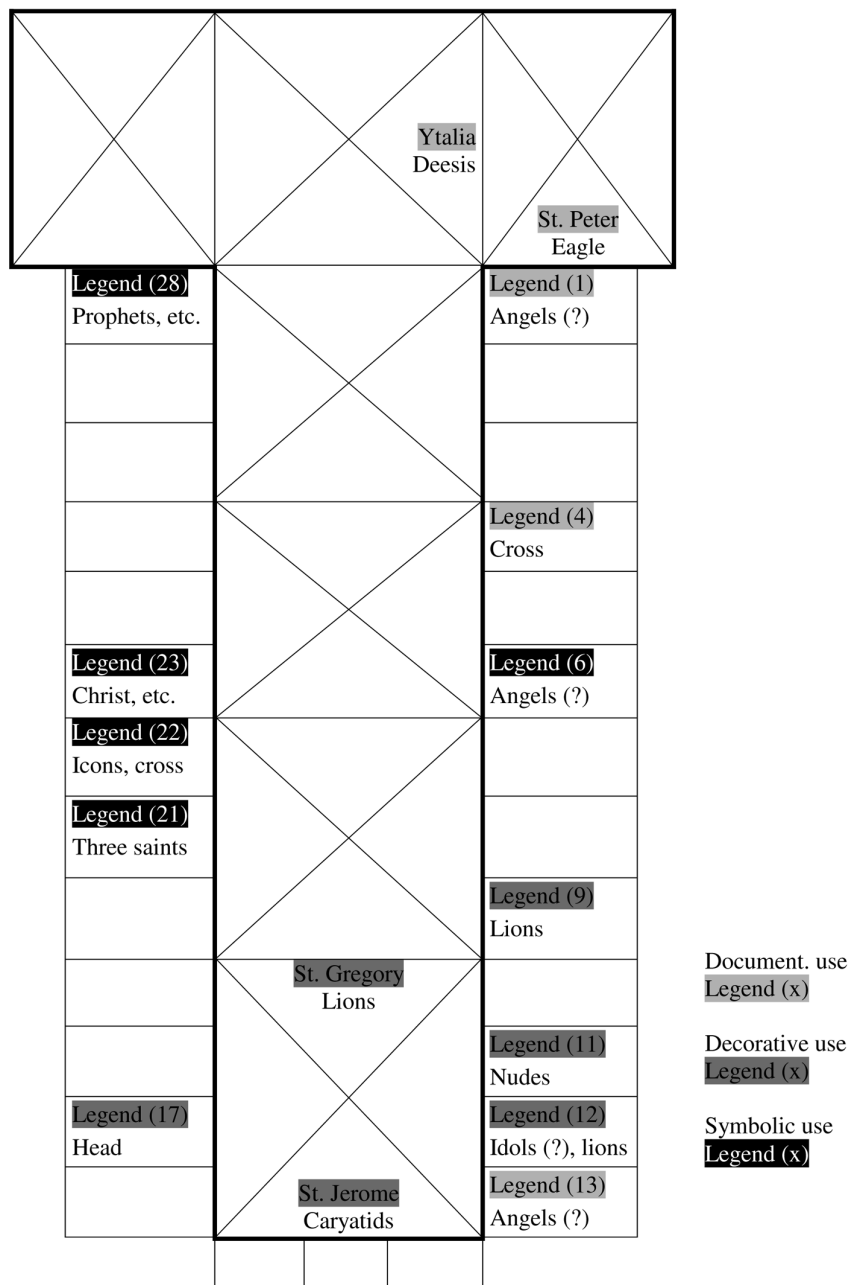 Ytalia
Deesis
St. Peter
Eagle
Legend (28)
Prophets, etc.
Legend (1)
Angels (?)
Legend (4)
Cross
Legend (23)
Christ, etc.
Legend (6)
Angels (?)
Legend (22)
Icons, cross
Legend (21)
Three saints
Legend (9)
Lions
St. Gregory
Lions
Legend (11)
Nudes
Legend (17)
Head
Legend (12)
Idols (?), lions
St. Jerome
Caryatids
Legend (13)
Angels (?)
Document. use
Legend (x)
Decorative use
Legend (x)
Symbolic use
Legend (x)